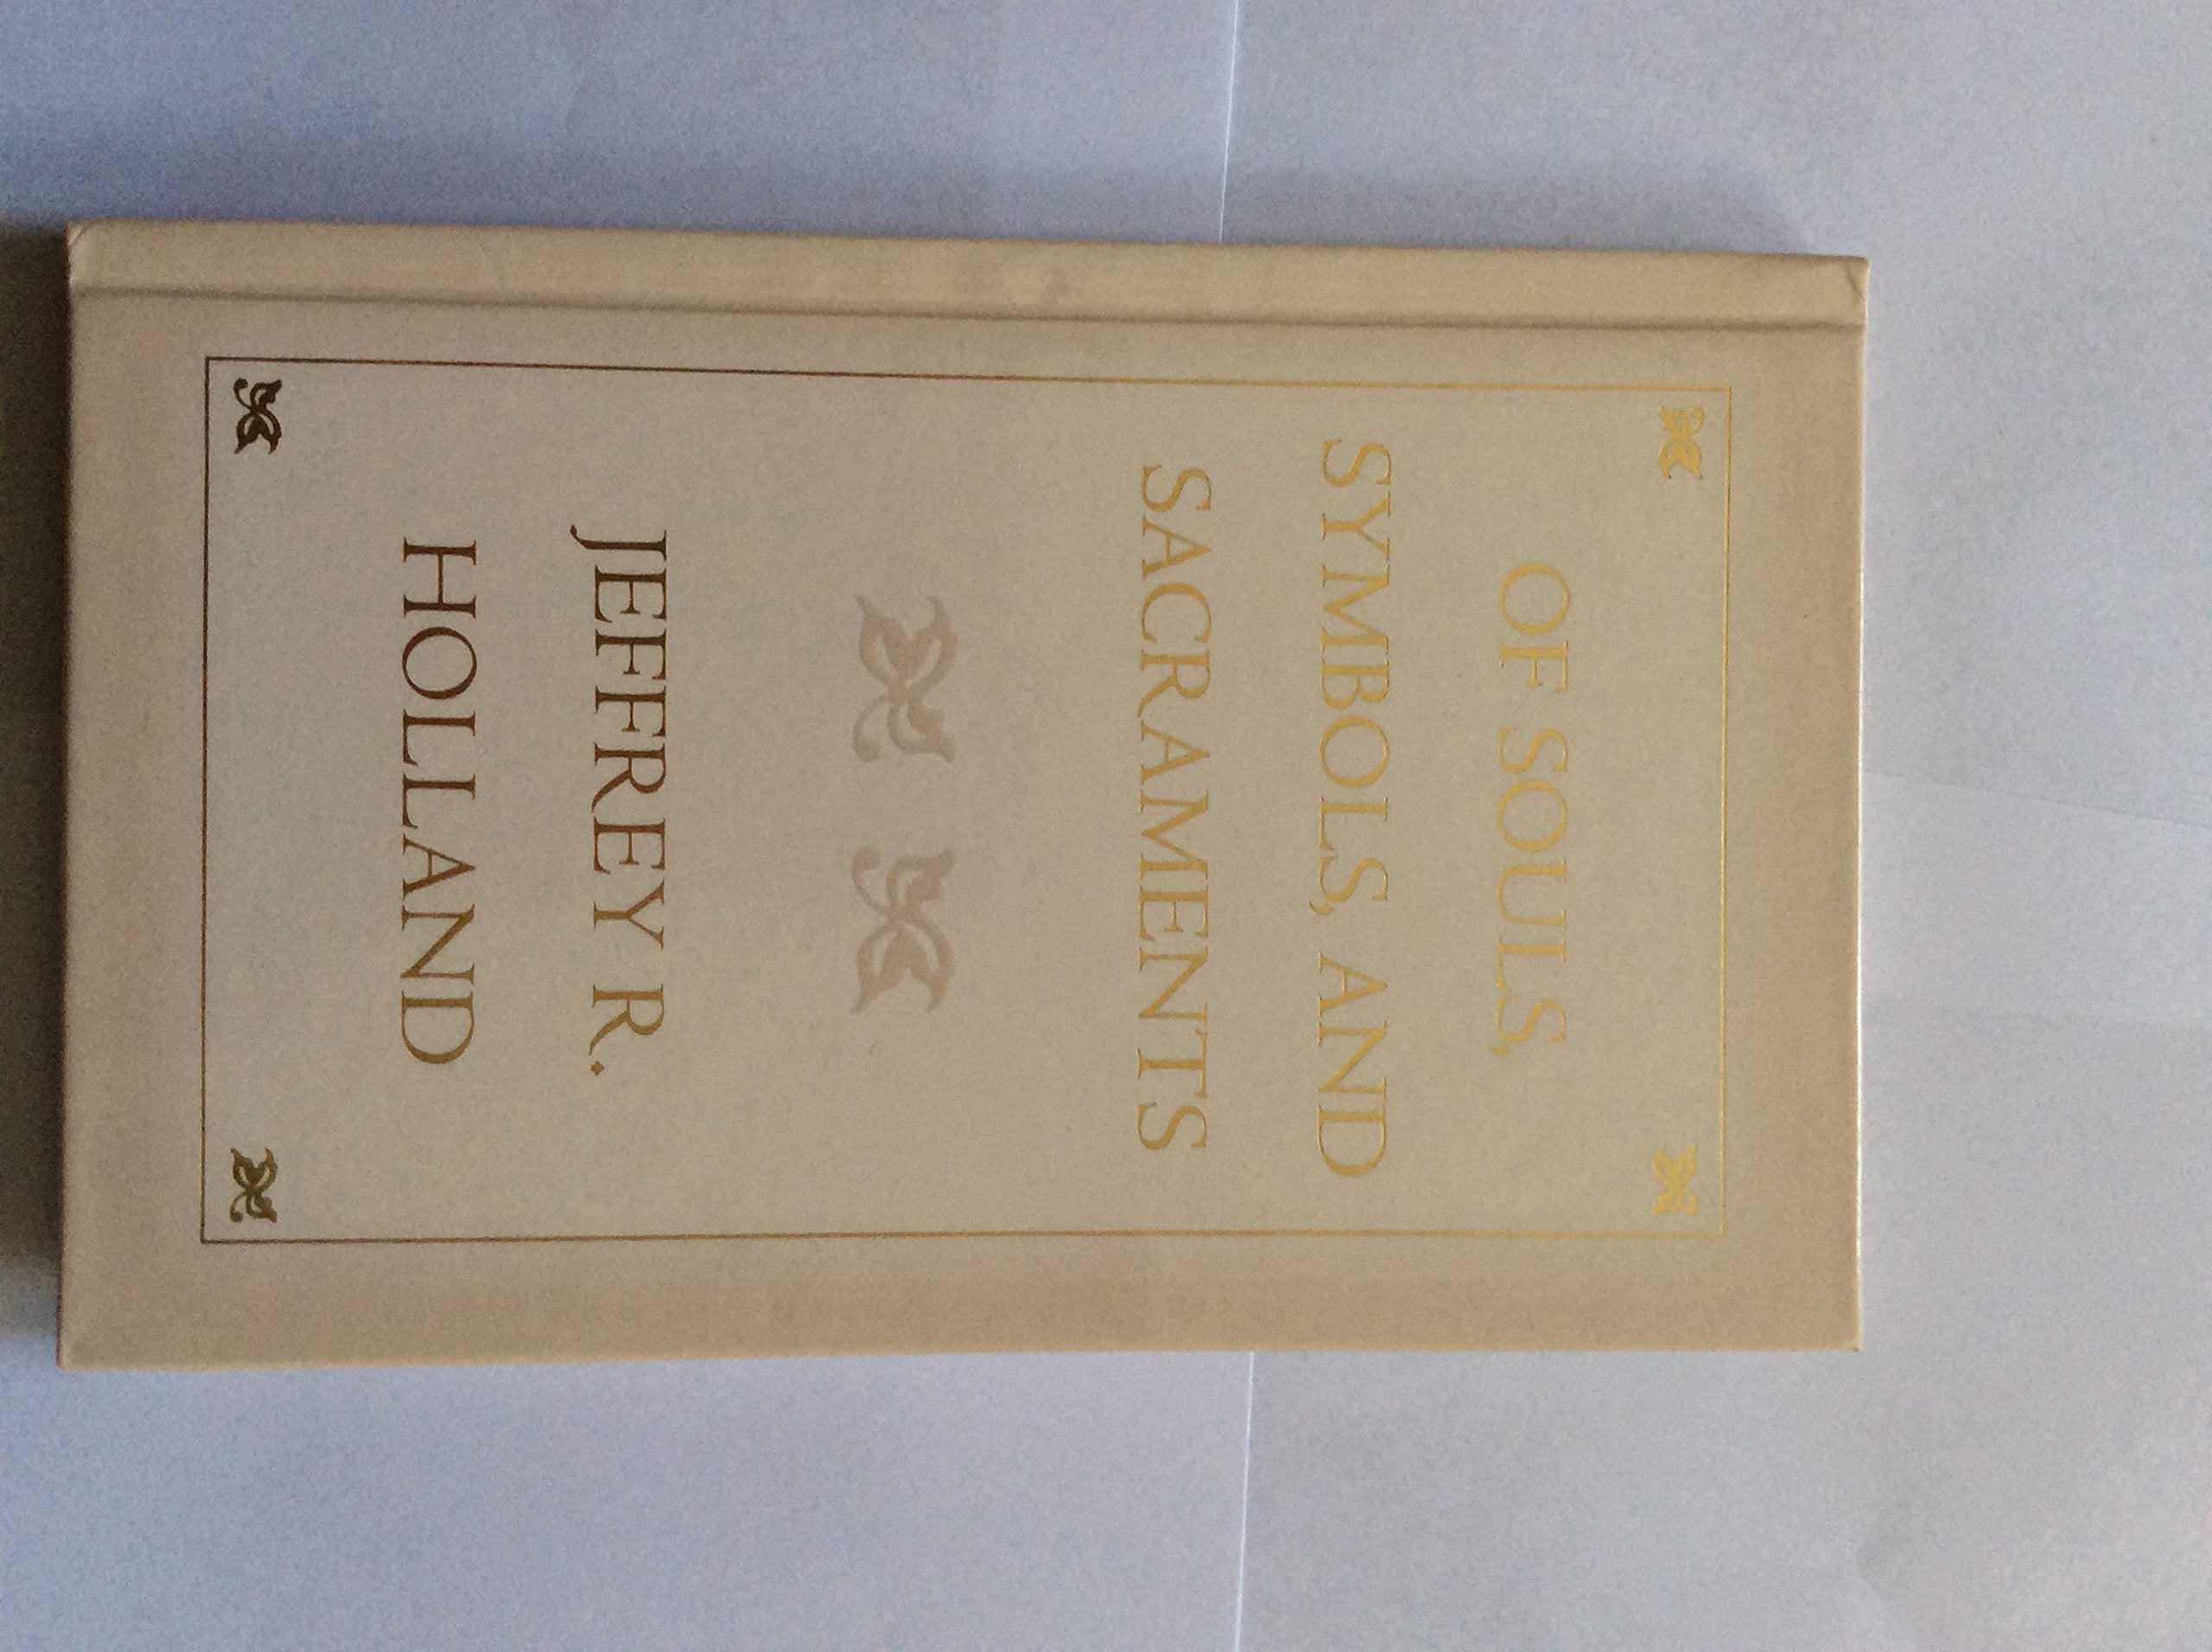 OF SOULS,
SYMBOLS, AND
SACRAMENTS
JEFFREY R.
HOLLAND